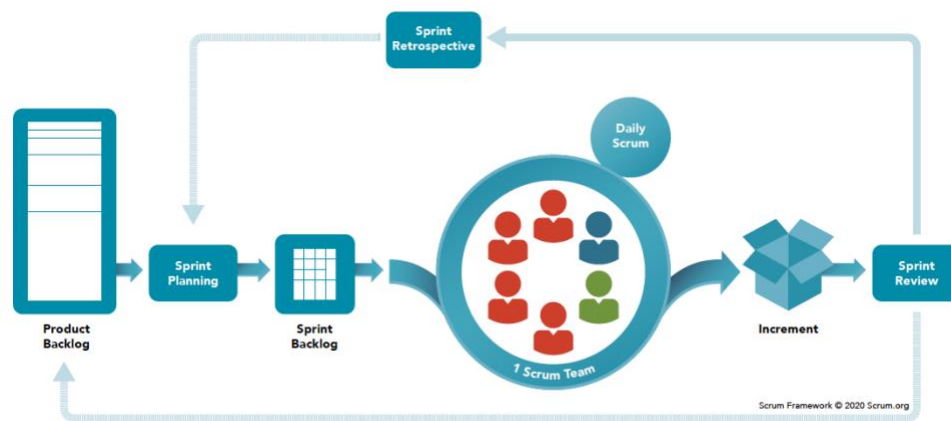 Sprint
Retrospective
Daily
Scrum
Sprint
Planning
Sprint
Review
Product
Backlog
Sprint
Backlog
Increment
1 Scrum Team
Scrum Framework © 2020 Scrum.org